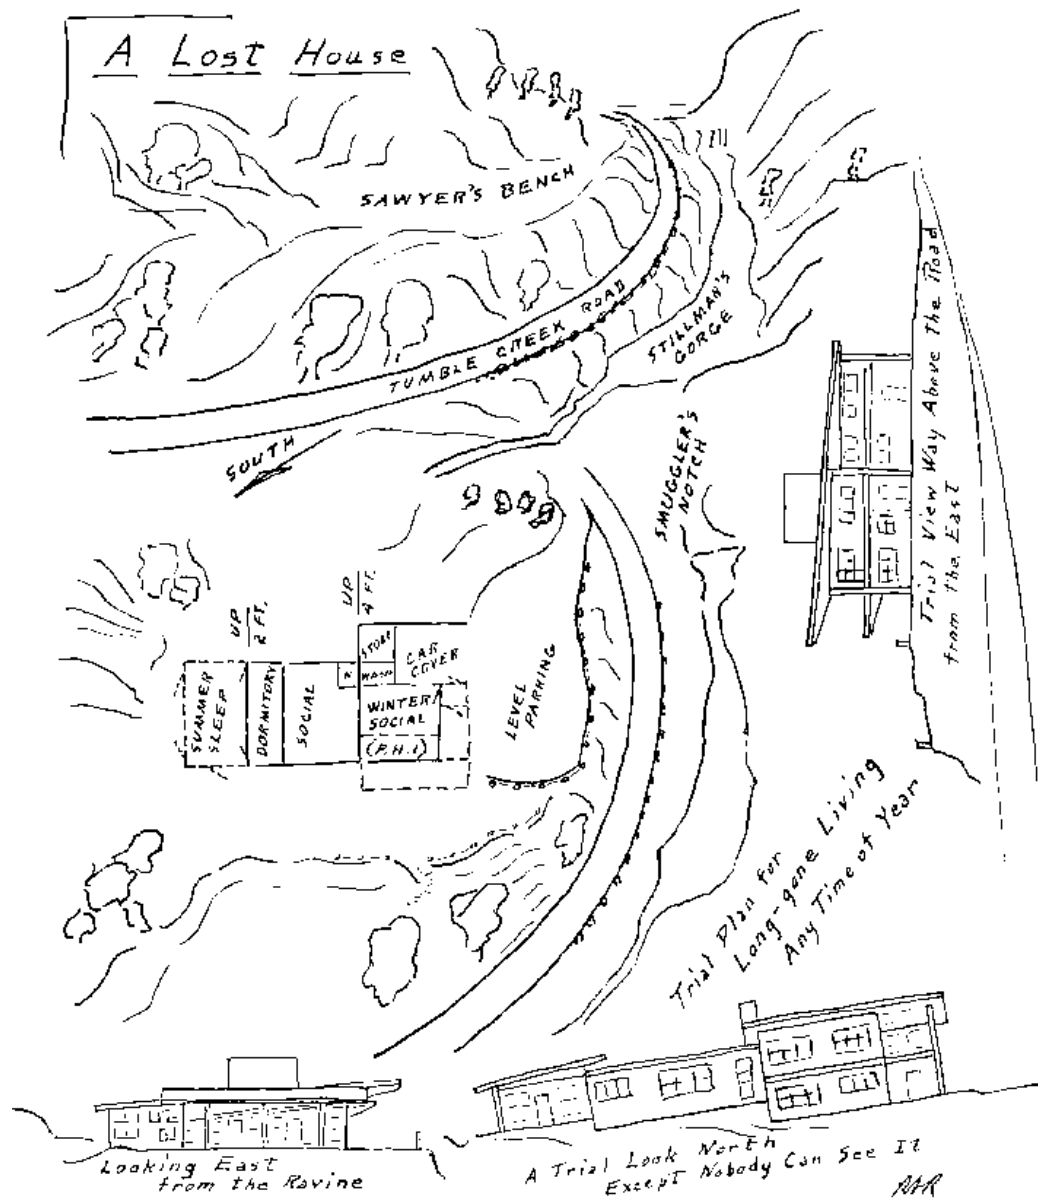 A Lost House
SAWYER'S BENCH
TUMBLE CREEK ROAD
STILLMAN'S
GORGE
SOUTH
SMUGGLER'S
NOTCH
Trial View Way Above the Road
from the East
UP
2 FT.
UP
4 FT.
SUMMER
SLEEP
DORMITORY
SOCIAL
STORE
CAR
COVER
K
WASH
WINTER
SOCIAL
(P.H.1)
LEVEL
PARKING
Trial Plan for
Long-gone Living
Any Time of Year
Looking East
from the Ravine
A Trial Look North
Except Nobody Can See It